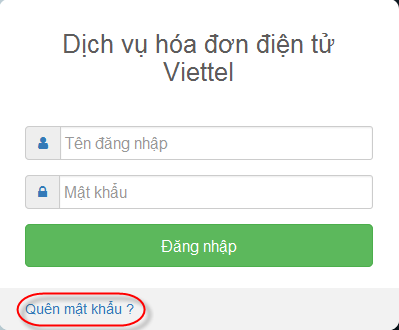 Dịch vụ hóa đơn điện tử
Viettel
Tên đăng nhập
Mật khẩu
Đăng nhập
Quên mật khẩu ?